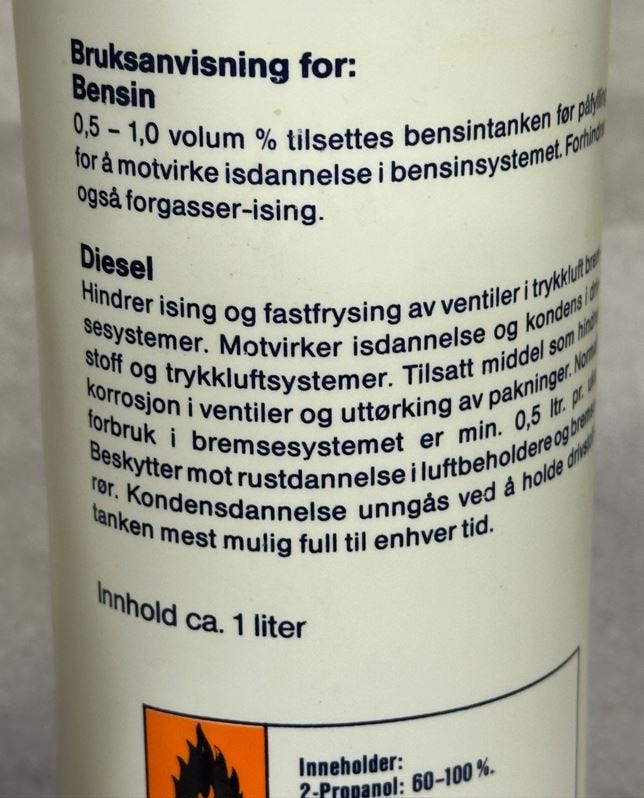 Bruksanvisning for:
Bensin
0,5 – 1,0 volum % tilsettes bensintanken før påfylling
for å motvirke isdannelse i bensinsystemet. Forhindrer
også forgasser-ising.
Diesel
Hindrer ising og fastfrysing av ventiler i trykkluft brem-
sesystemer. Motvirker isdannelse og kondens i
stoff og trykkluftsystemer. Tilsatt middel som hindrer
korrosjon i ventiler og uttørking av pakninger.
forbruk i bremsesystemet er min. 0,5 ltr. pr.
Beskytter mot rustdannelse i luftbeholdere og
rør. Kondensdannelse unngås ved å holde
tanken mest mulig full til enhver tid.
Innhold ca. 1 liter
Inneholder:
2-Propanol: 60–100 %.